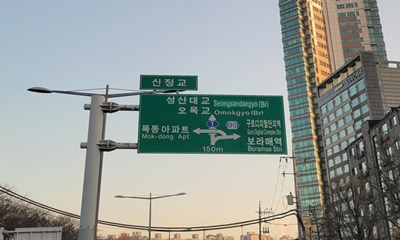 신정교
성산대교 Seongsandaegyo(Br)
오목교 Omokgyo(Br)
목동아파트
Mok-dong Apt
1
90
구로디지털단지역
Guro Digital Complex Stn
보라매역
Boramae Stn
150m